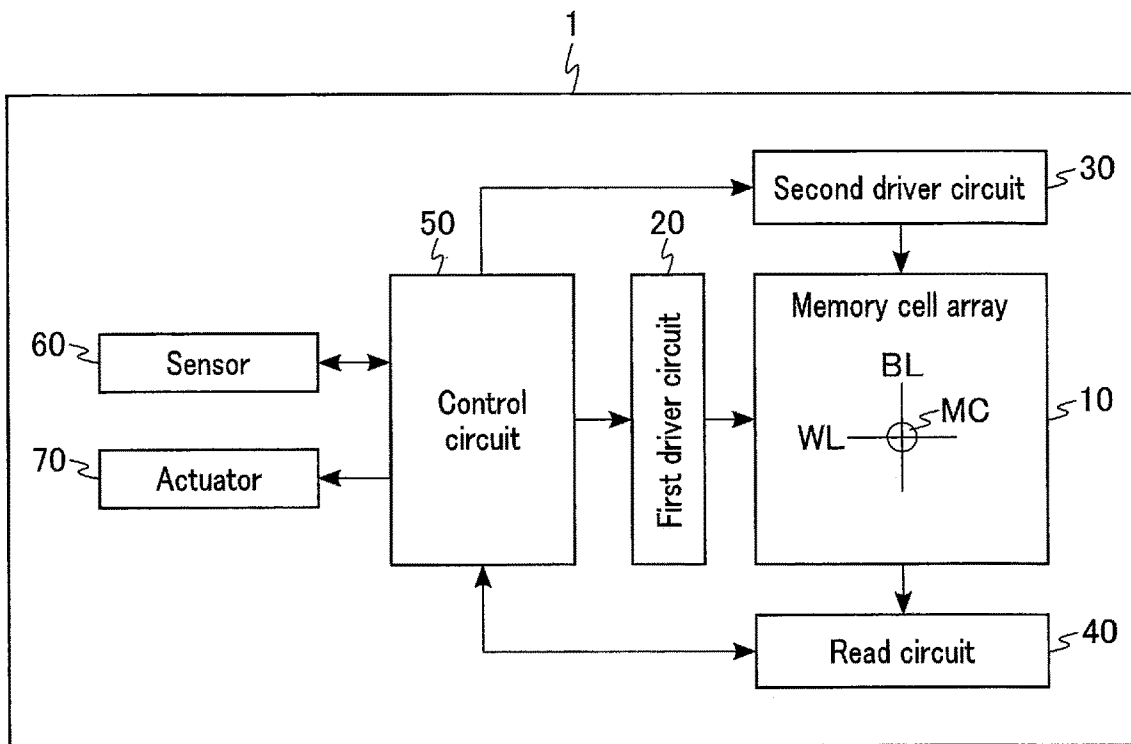 1
Second driver circuit
30
50
20
Memory cell array
60
Sensor
Control
circuit
First driver circuit
BL
MC
WL
10
70
Actuator
Read circuit
40